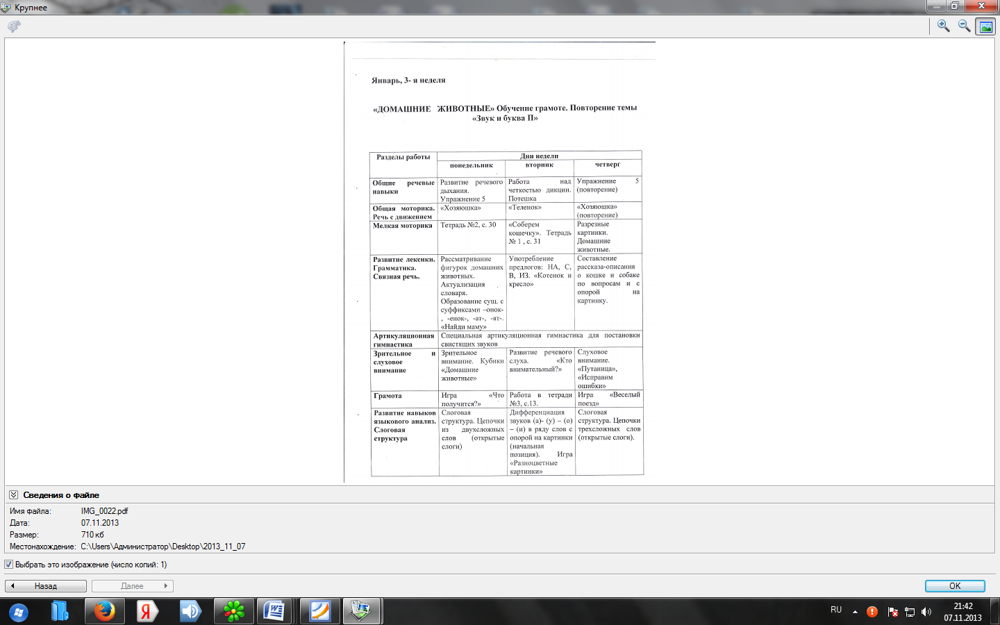 Крупнее
Январь, 3- я неделя
«ДОМАШНИЕ ЖИВОТНЫЕ» Обучение грамоте. Повторение темы
«Звук и буква П»
Разделы работы
Дни недели
понедельник
вторник
четверг
Общие речевые
навыки
Развитие речевого
дыхания.
Упражнение 5
Работа над
четкостью дикции.
Потешка
Упражнение 5
(повторение)
Общая моторика.
Речь с движением
«Хозяюшка»
«Теленок»
«Хозяюшка»
(повторение)
Мелкая моторика
Тетрадь №2, с. 30
«Соберем
кошечку». Тетрадь
№ 1 , с. 31
Разрезные
картинки.
Домашние
животные.
Развитие лексики.
Грамматика.
Связная речь.
Рассматривание
фигурок домашних
животных.
Актуализация
словаря.
Образование сущ. с
суффиксами –онок-
, -енок-, -ат-, -ят-.
«Найди маму»
Употребление
предлогов: НА, С,
В, ИЗ. «Котенок и
кресло»
Составление
рассказа-описания
о кошке и собаке
по вопросам и с
опорой на
картинку.
Артикуляционная
гимнастика
Специальная артикуляционная гимнастика для постановки
свистящих звуков
Зрительное и
слуховое
внимание
Зрительное
внимание. Кубики
«Домашние
животные»
Развитие речевого
слуха. «Кто
внимательный?»
Слуховое
внимание.
«Путаница»,
«Исправим
ошибки»
Грамота
Игра «Что
получится?»
Работа в тетради
№3, с.13.
Игра «Веселый
поезд»
Развитие навыков
языкового анализ.
Слоговая
структура
Слоговая
структура. Цепочки
из двухсложных
слов (открытые
слоги)
Дифференциация
звуков (а)- (у) – (о)
– (и) в ряду слов с
опорой на картинки
(начальная
позиция). Игра
«Разноцветные
картинки»
Слоговая
структура. Цепочки
трехсложных слов
(открытые слоги).
Сведения о файле
Имя файла: IMG_0022.pdf
Дата: 07.11.2013
Размер: 710 кб
Местонахождение: C:\Users\Администратор\Desktop\2013_11_07
Выбрать это изображение (число копий: 1)
Назад
Далее
OK
RU
21:42
07.11.2013